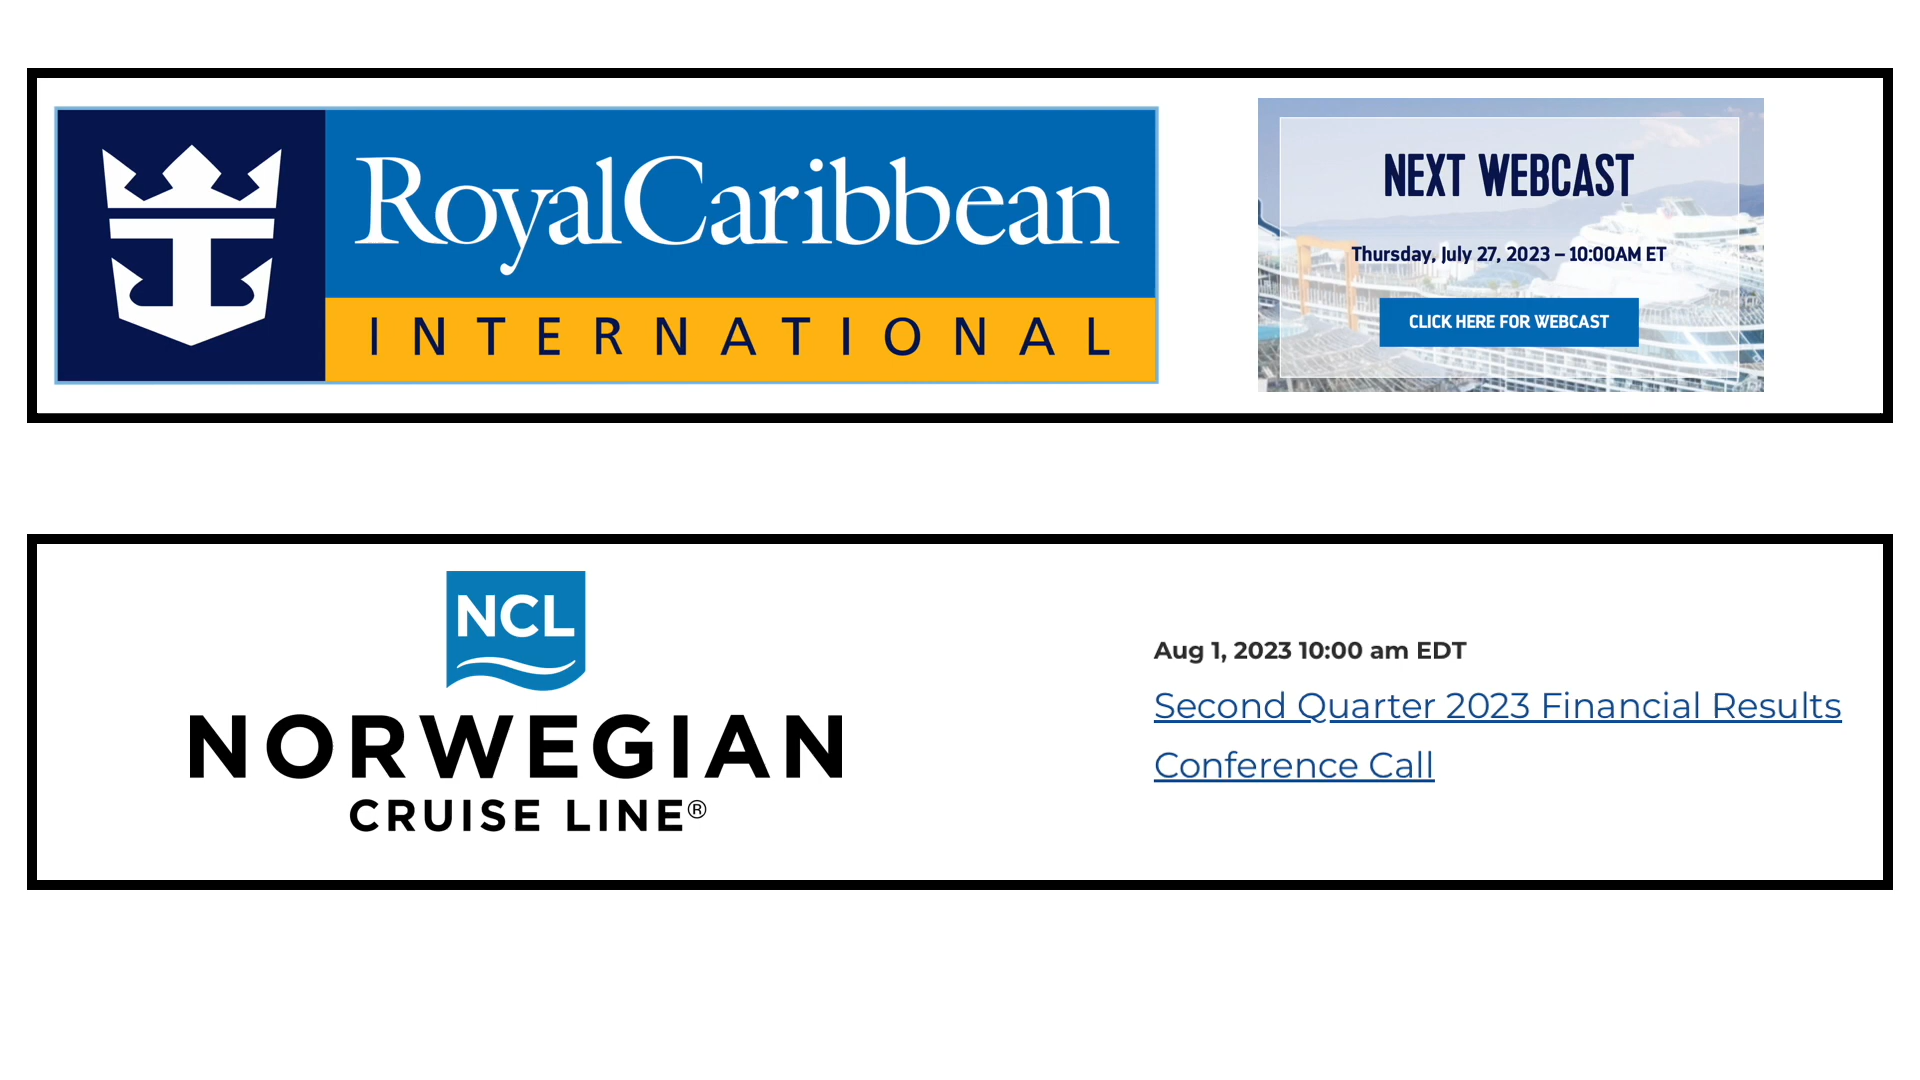 RoyalCaribbean
INTERNATIONAL
NEXT WEBCAST
Thursday, July 27, 2023 – 10:00AM ET
CLICK HERE FOR WEBCAST
NCL
NORWEGIAN
CRUISE LINE®
Aug 1, 2023 10:00 am EDT
Second Quarter 2023 Financial Results
Conference Call